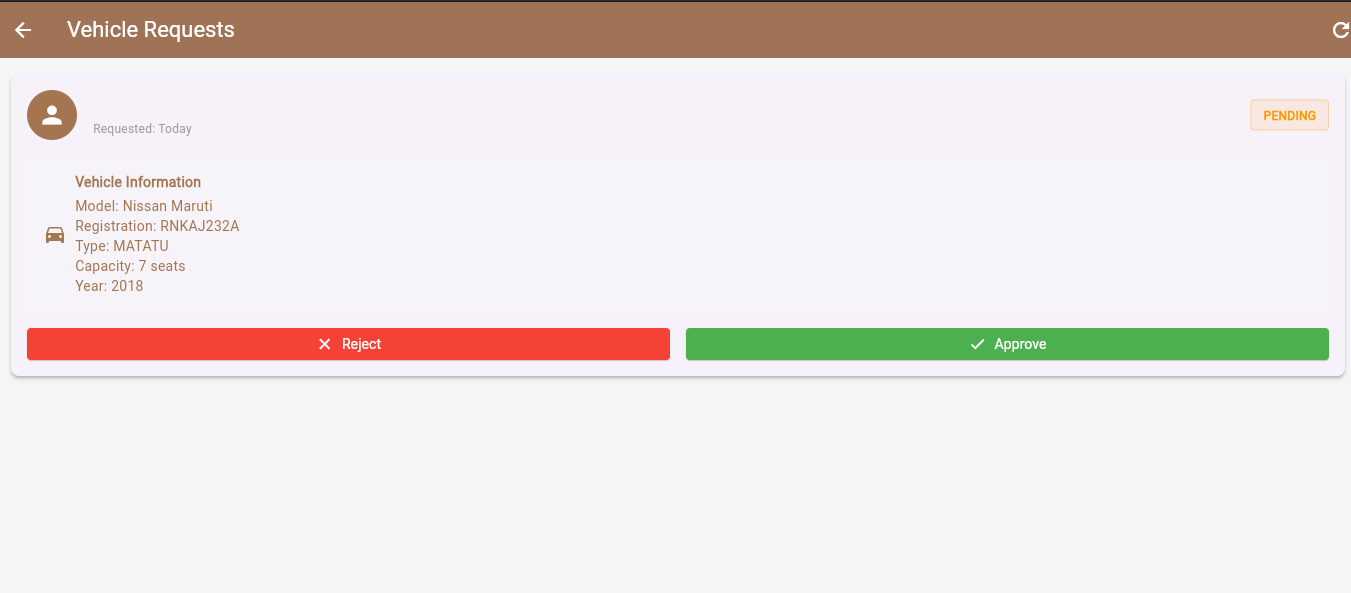 Vehicle Requests
Requested: Today
PENDING
Vehicle Information
Model: Nissan Maruti
Registration: RNKAJ232A
Type: MATATU
Capacity: 7 seats
Year: 2018
Reject
Approve